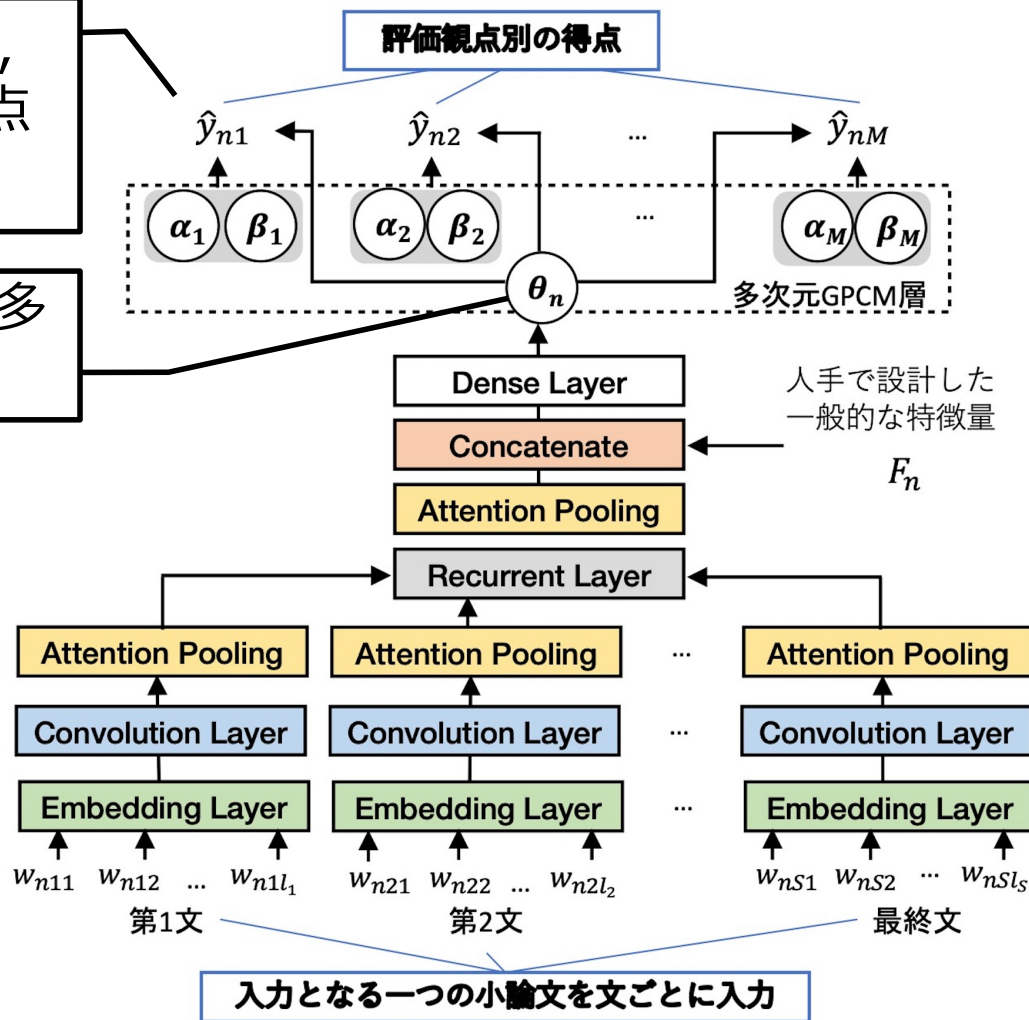 評価観点別の得点
,
点
ŷn1 ŷn2 ... ŷnM
α1 β1 α2 β2 ... αM βM
多
θn
多次元GPCM層
Dense Layer
人手で設計した
一般的な特徴量
Concatenate
Fn
Attention Pooling
Recurrent Layer
Attention Pooling Attention Pooling ... Attention Pooling
Convolution Layer Convolution Layer ... Convolution Layer
Embedding Layer Embedding Layer ... Embedding Layer
wn11 wn12 ... wn1l1 wn21 wn22 ... wn2l2 wnS1 wnS2 ... wnSlS
第1文 第2文 最終文
入力となる一つの小論文を文ごとに入力